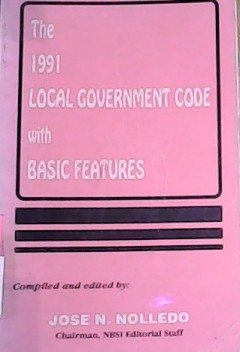 The
1991
LOCAL GOVERNMENT CODE
with
BASIC FEATURES
Compiled and edited by:
JOSE N. NOLLEDO
Chairman, NBSI Editorial Staff